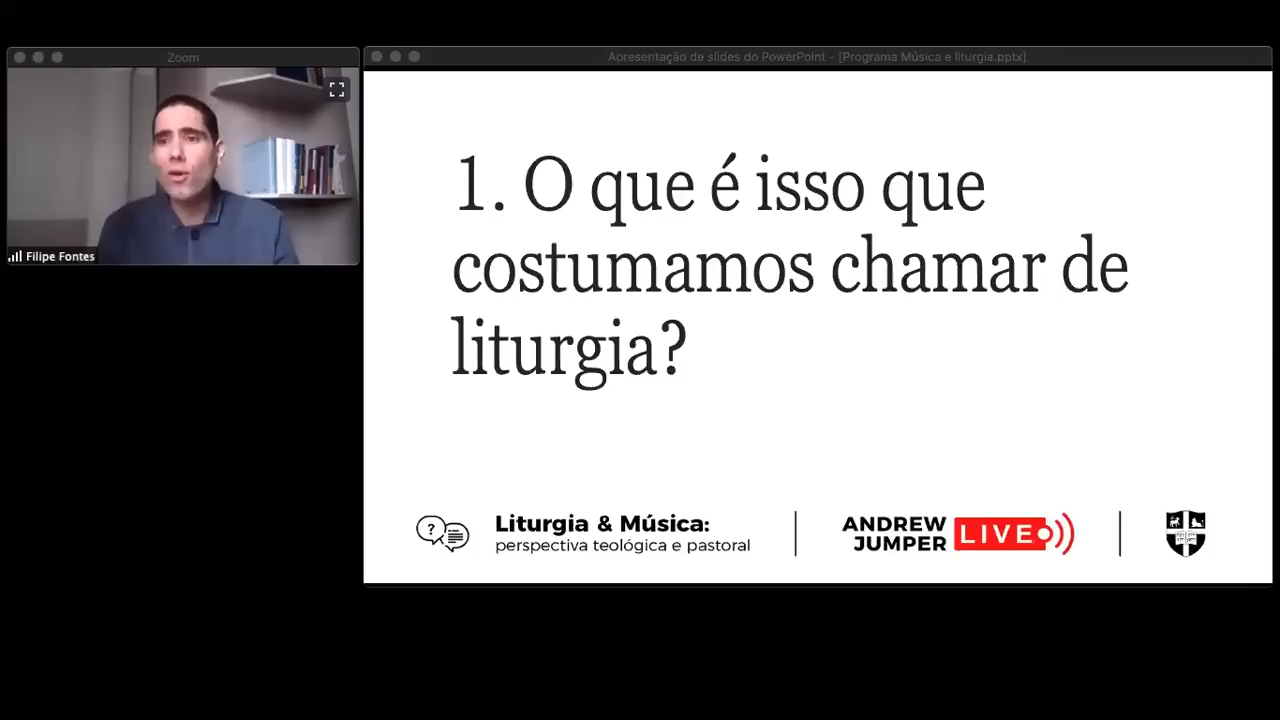 Zoom
Filipe Fontes
Apresentação de slides do PowerPoint - [Programa Música e liturgia.pptx]
1. O que é isso que
costumamos chamar de
liturgia?
?
Liturgia & Música:
perspectiva teológica e pastoral
ANDREW
JUMPER
LIVE